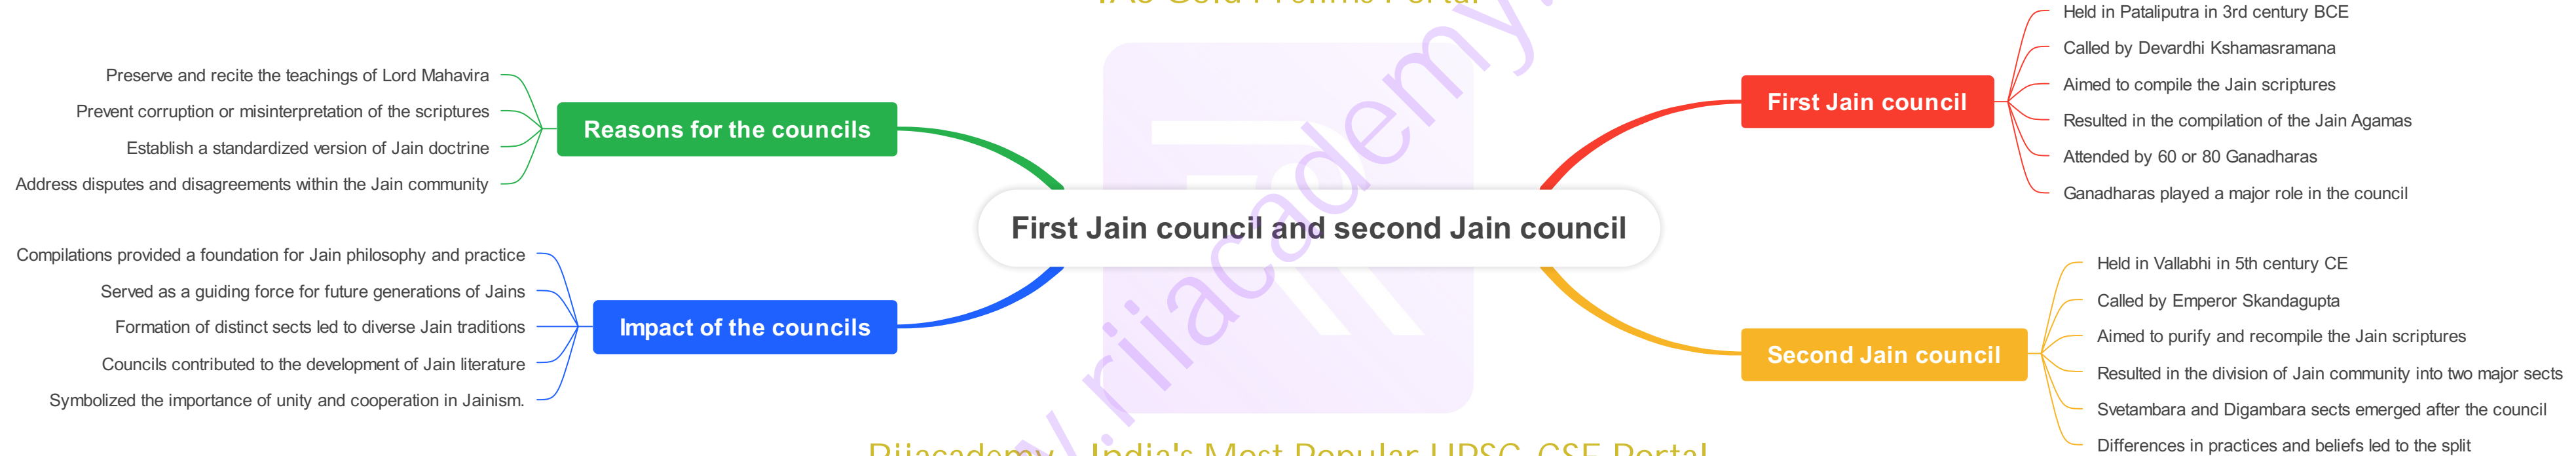 First Jain council and second Jain council
First Jain council
Held in Pataliputra in 3rd century BCE
Called by Devardhi Kshamasramana
Aimed to compile the Jain scriptures
Resulted in the compilation of the Jain Agamas
Attended by 60 or 80 Ganadharas
Ganadharas played a major role in the council
Second Jain council
Held in Vallabhi in 5th century CE
Called by Emperor Skandagupta
Aimed to purify and recompile the Jain scriptures
Resulted in the division of Jain community into two major sects
Svetambara and Digambara sects emerged after the council
Differences in practices and beliefs led to the split
Reasons for the councils
Preserve and recite the teachings of Lord Mahavira
Prevent corruption or misinterpretation of the scriptures
Establish a standardized version of Jain doctrine
Address disputes and disagreements within the Jain community
Impact of the councils
Compilations provided a foundation for Jain philosophy and practice
Served as a guiding force for future generations of Jains
Formation of distinct sects led to diverse Jain traditions
Councils contributed to the development of Jain literature
Symbolized the importance of unity and cooperation in Jainism.
India's Most Popular UPSC CSE Portal